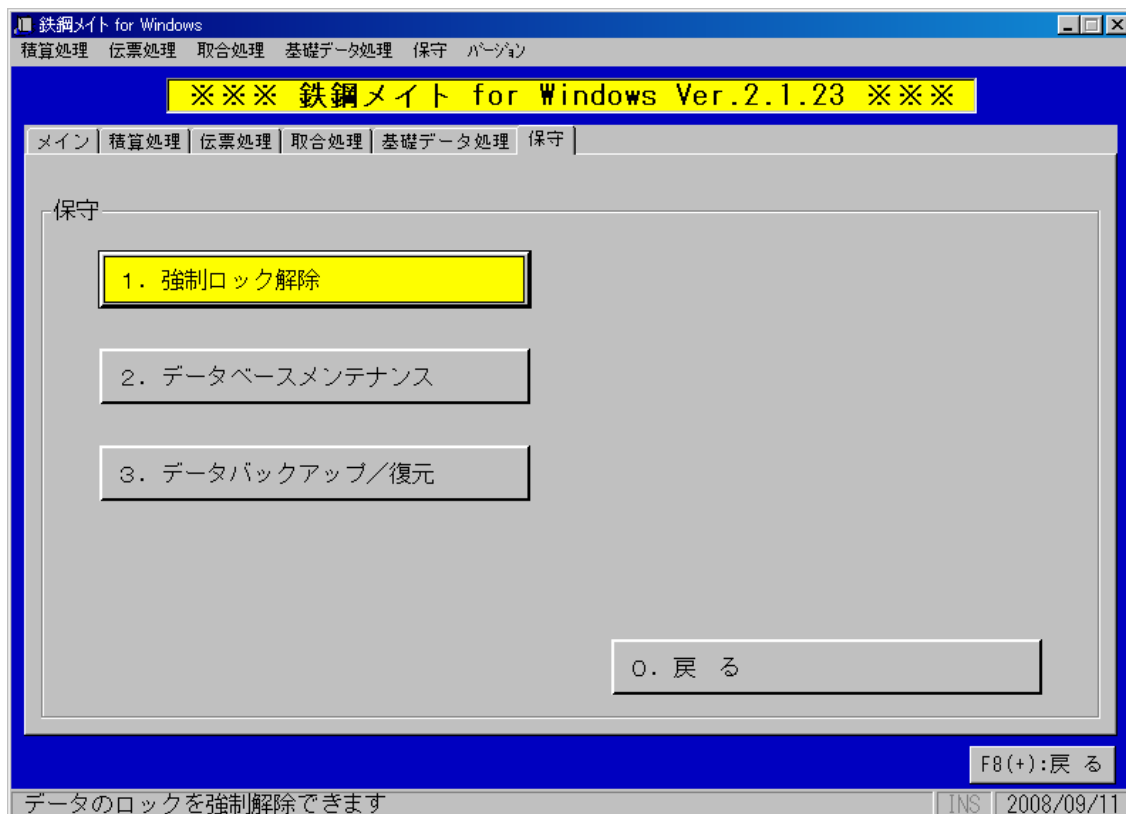 鉄鋼メイト for Windows
積算処理 伝票処理 取合処理 基礎データ処理 保守 バージョン
※※※ 鉄鋼メイト for Windows Ver.2.1.23 ※※※
メイン 積算処理 伝票処理 取合処理 基礎データ処理 保守
保守
1. 強制ロック解除
2. データベースメンテナンス
3. データバックアップ/復元
0. 戻 る
F8(+):戻 る
データのロックを強制解除できます INS 2008/09/11